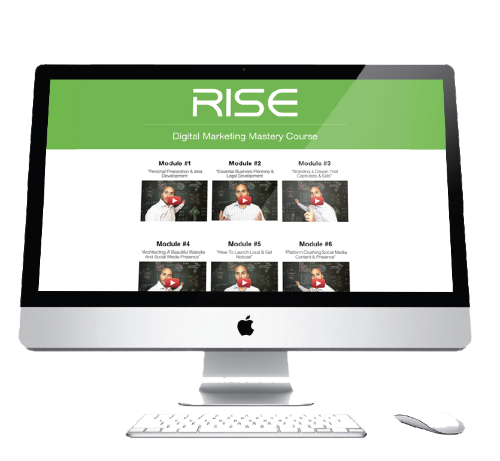 RISE
Digital Marketing Mastery Course
Module #1
Module #2
Module #3
"Personal Preparation & Idea
Development"
"Essential Business Planning &
Legal Development"
"Branding & Design That
Captivates & Sells"
Module #4
Module #5
Module #6
"Architecting A Beautiful Website
And Social Media Presence"
"How To Launch Loud & Get
Noticed"
"Platform Crushing Social Media
Content & Presence"